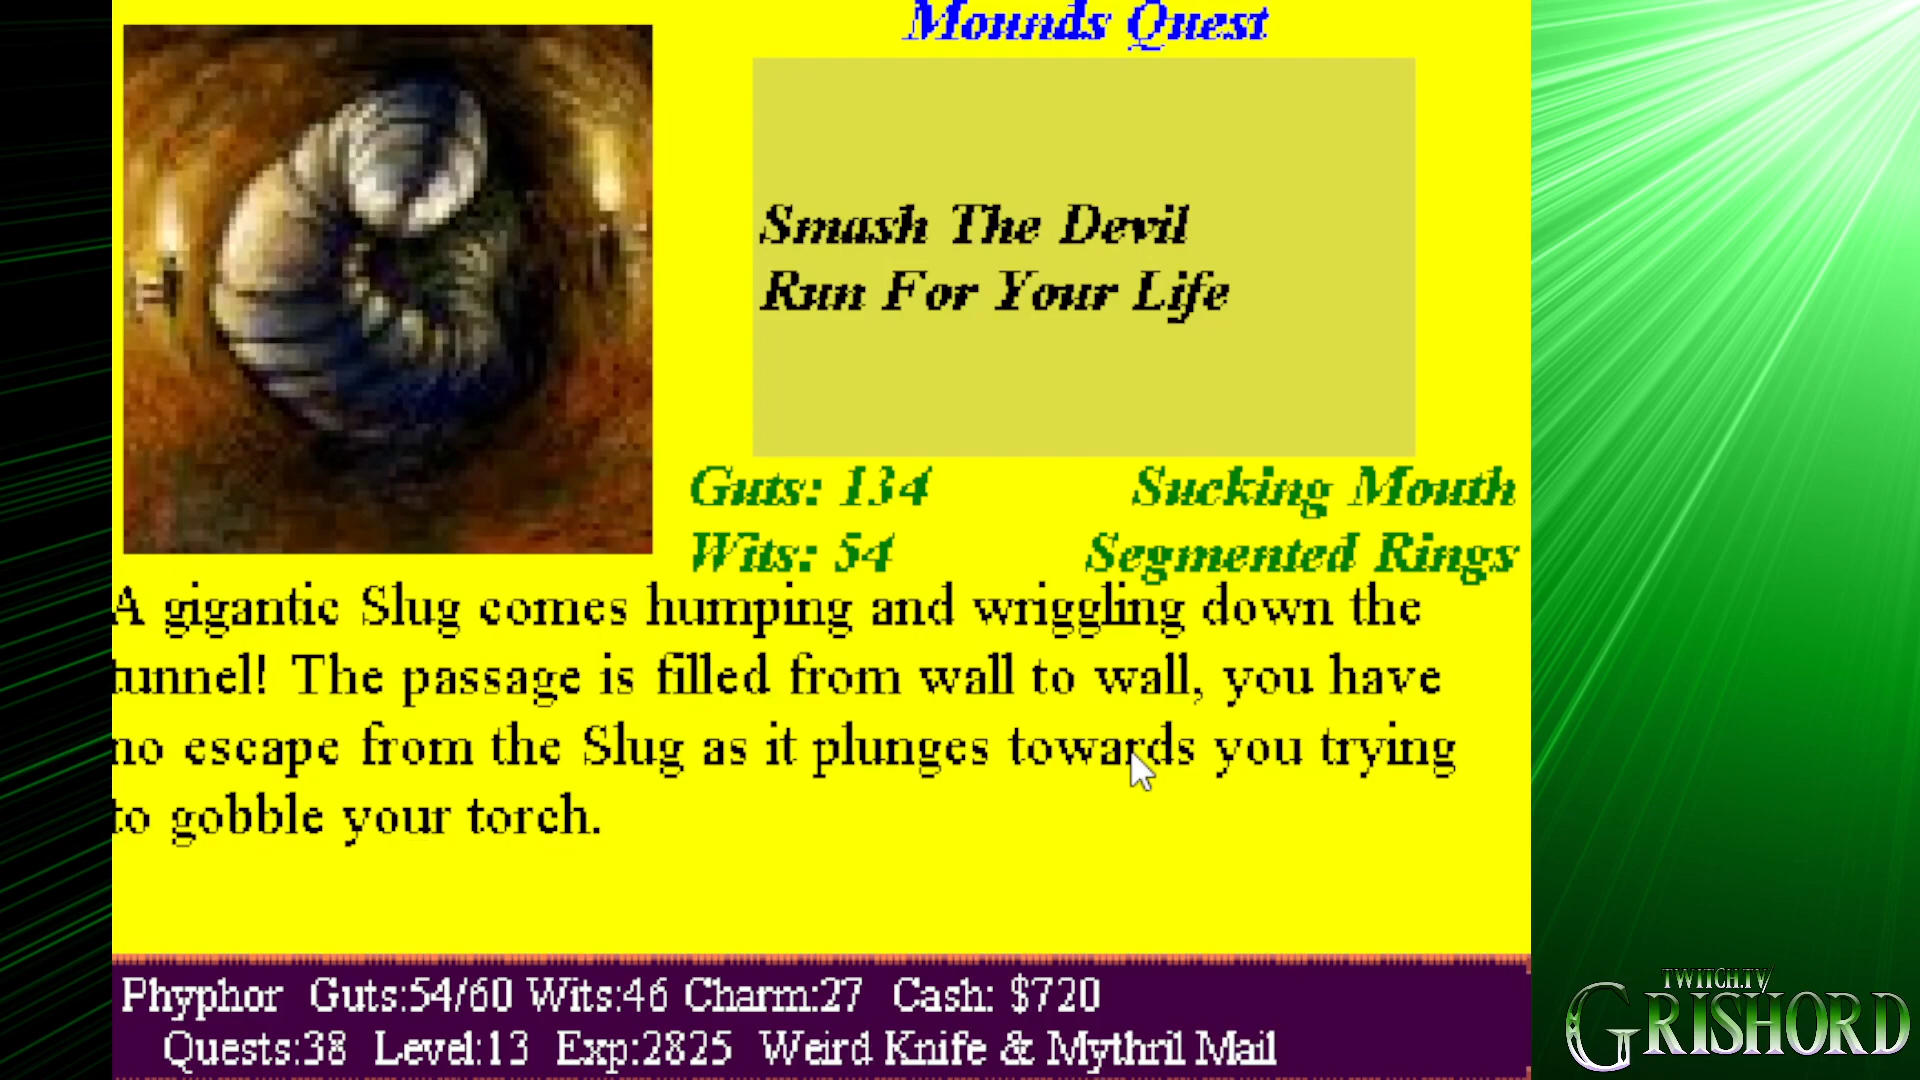 Mounds Quest
Smash The Devil
Run For Your Life
Guts: 134 Sucking Mouth
Wits: 54 Segmented Rings
A gigantic Slug comes humping and wriggling down the
tunnel! The passage is filled from wall to wall, you have
no escape from the Slug as it plunges towards you trying
to gobble your torch.
Phyphor Guts:54/60 Wits:46 Charm:27 Cash: $720
Quests:38 Level:13 Exp:2825 Weird Knife & Mythril Mail
TWITCH.TV/
GRISHORD